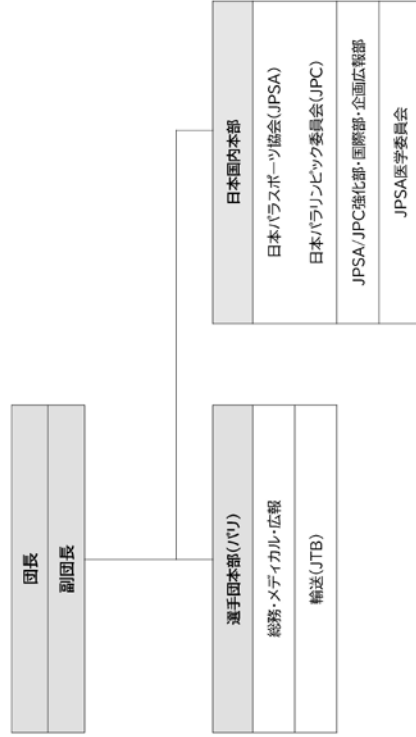 団長
副団長
選手団本部(パリ)
総務・メディカル・広報
輸送(JTB)
日本国内本部
日本パラスポーツ協会(JPSA)
日本パラリンピック委員会(JPC)
JPSA/JPC強化部・国際部・企画広報部
JPSA医学委員会